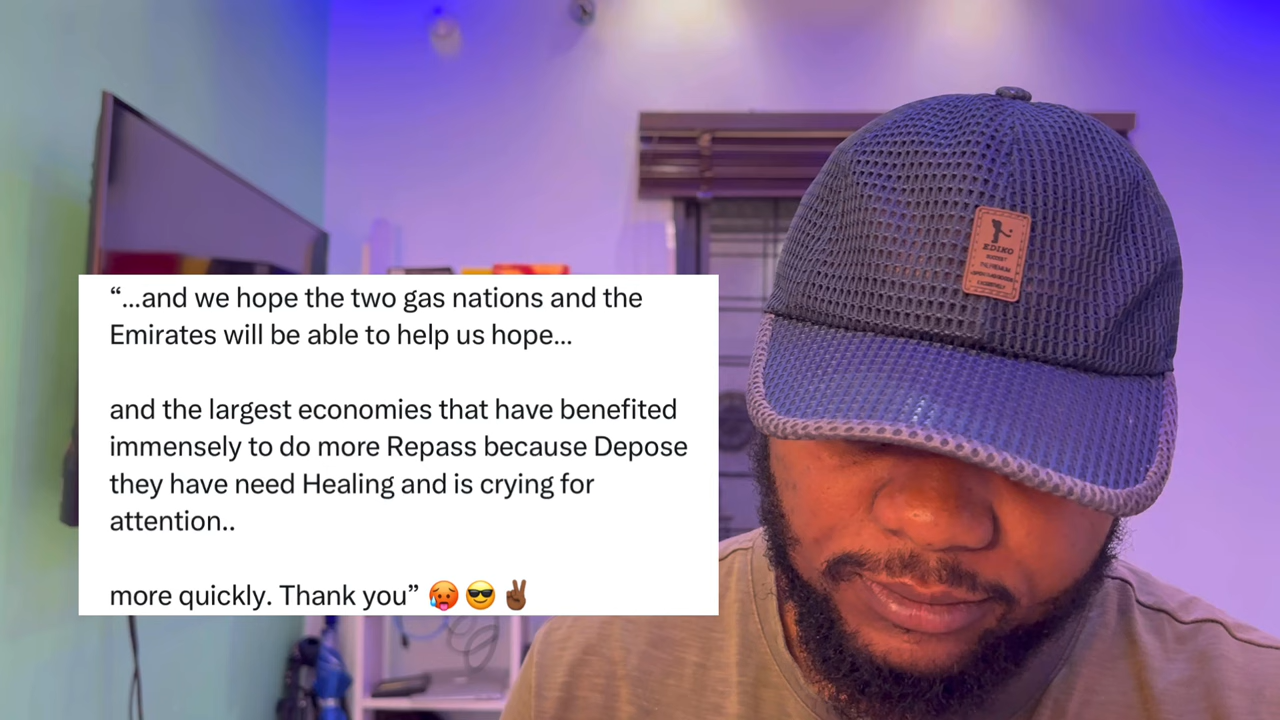 “...and we hope the two gas nations and the
Emirates will be able to help us hope...
and the largest economies that have benefited
immensely to do more Repass because Depose
they have need Healing and is crying for
attention..
more quickly. Thank you” 🥵 😎 ✌🏾
EDIKO